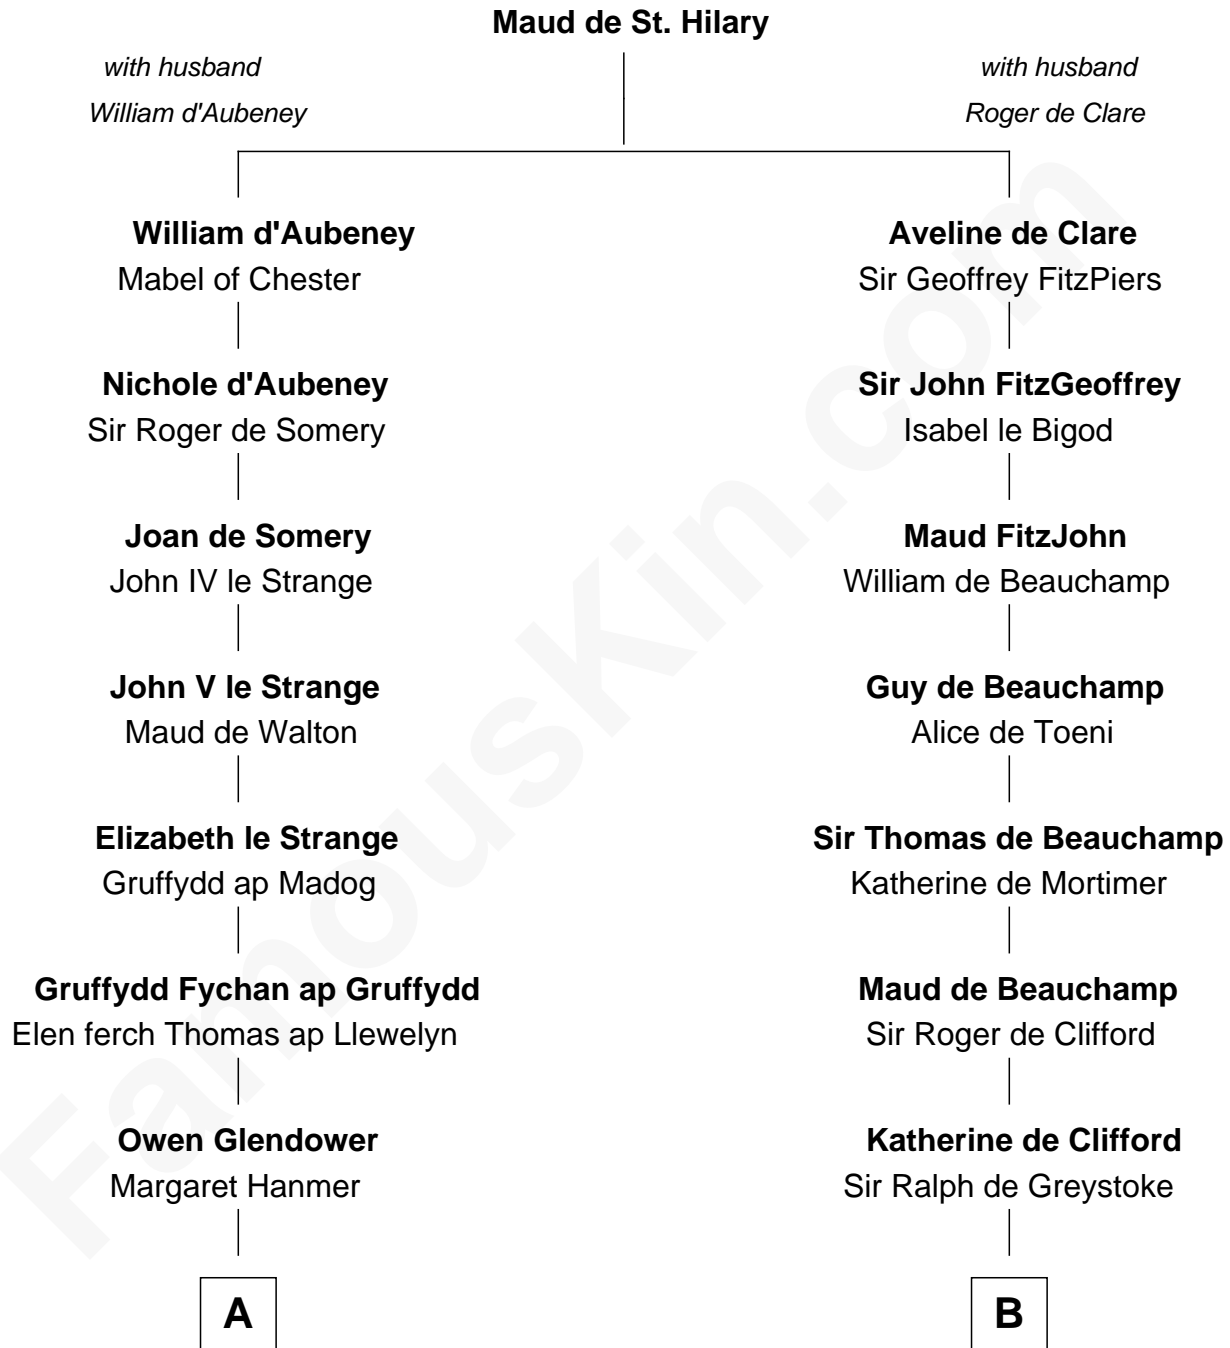 Maud de St. Hilary
with husband
William d'Aubeney
with husband
Roger de Clare
William d'Aubeney
Mabel of Chester
Aveline de Clare
Sir Geoffrey FitzPiers
Nichole d'Aubeney
Sir Roger de Somery
Sir John FitzGeoffrey
Isabel le Bigod
Joan de Somery
John IV le Strange
Maud FitzJohn
William de Beauchamp
John V le Strange
Maud de Walton
Guy de Beauchamp
Alice de Toeni
Elizabeth le Strange
Gruffydd ap Madog
Sir Thomas de Beauchamp
Katherine de Mortimer
Gruffydd Fychan ap Gruffydd
Elen ferch Thomas ap Llewelyn
Maud de Beauchamp
Sir Roger de Clifford
Owen Glendower
Margaret Hanmer
Katherine de Clifford
Sir Ralph de Greystoke
A
B
FamousKin.com